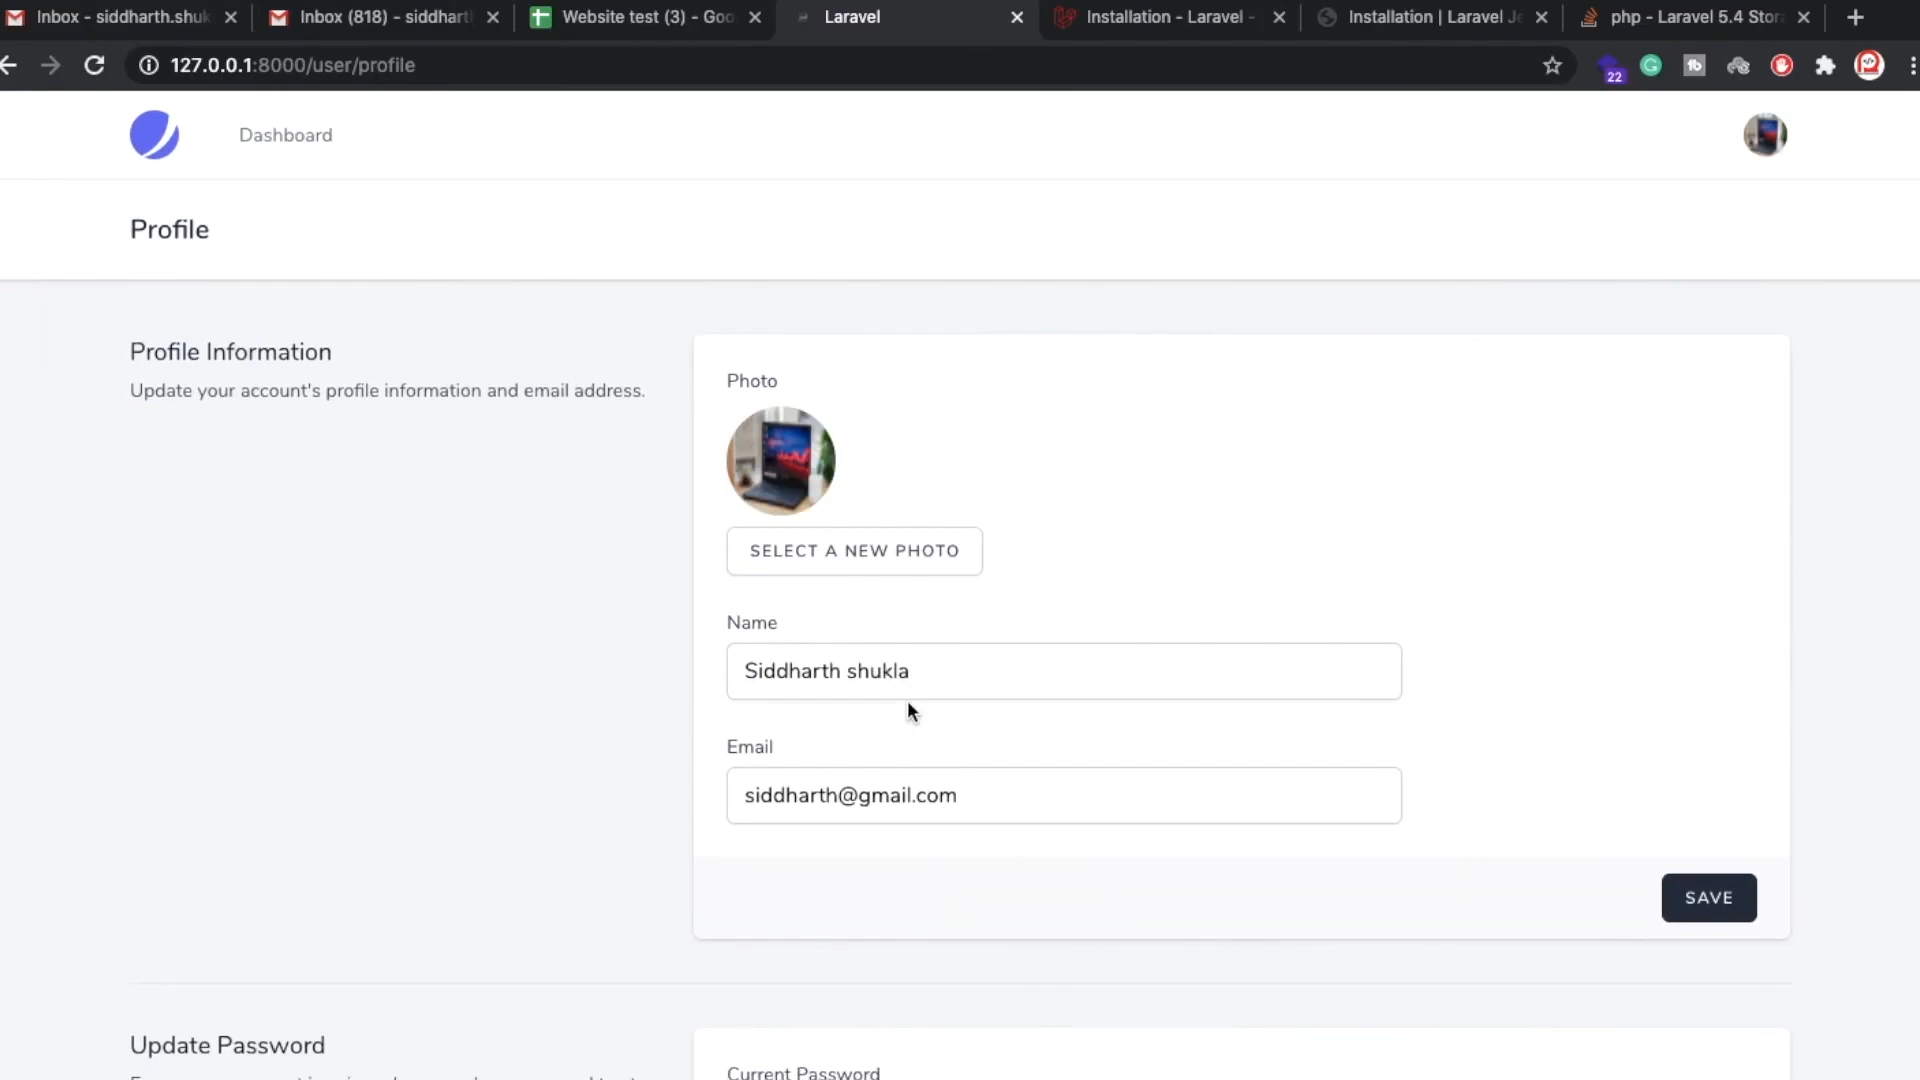 Inbox - siddharth.shuk
Inbox (818) - siddhart
Website test (3) - Goo
Laravel
Installation - Laravel -
Installation | Laravel Je
php - Laravel 5.4 Stora
127.0.0.1:8000/user/profile
22
Dashboard
Profile
Profile Information
Update your account's profile information and email address.
Photo
SELECT A NEW PHOTO
Name
Siddharth shukla
Email
siddharth@gmail.com
SAVE
Update Password
Current Password